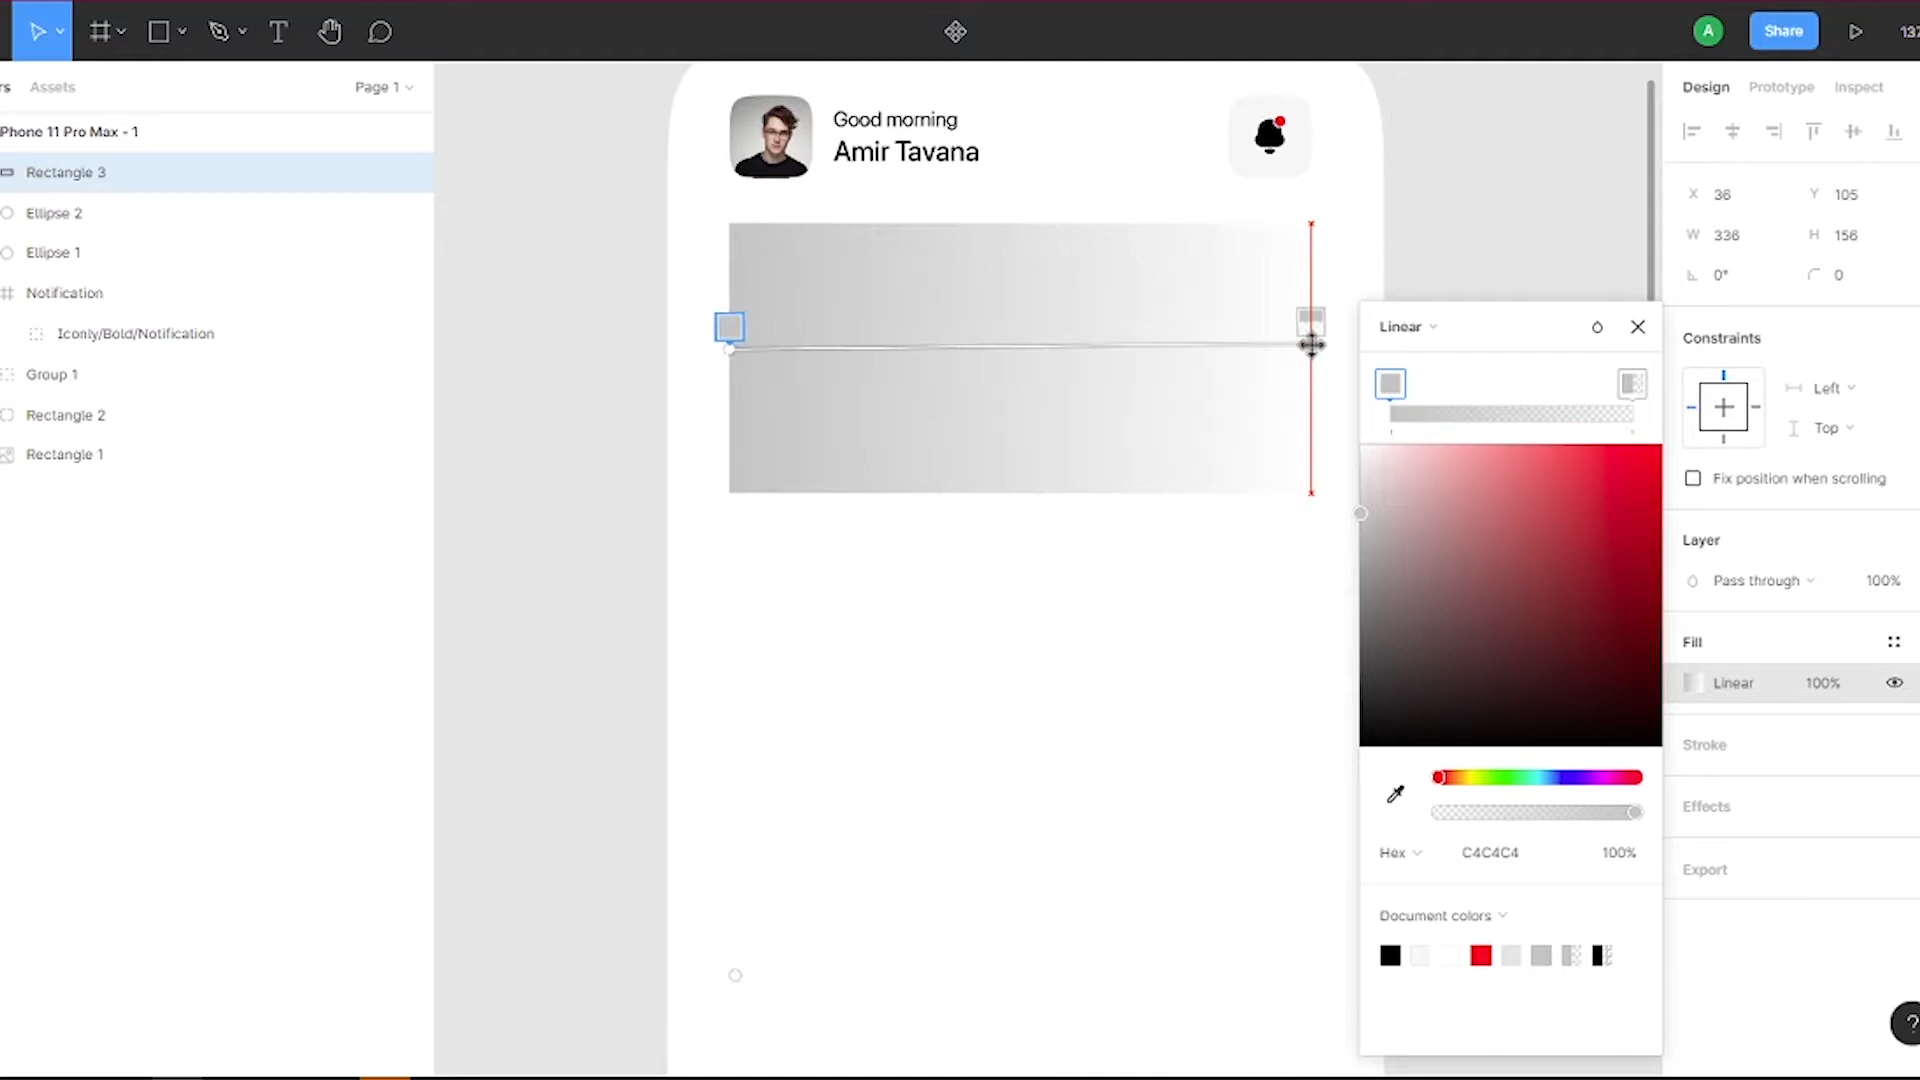 A
Share
137
rs
Assets
Page 1
Design
Prototype
Inspect
Phone 11 Pro Max - 1
Rectangle 3
Ellipse 2
Ellipse 1
Notification
Iconly/Bold/Notification
Group 1
Rectangle 2
Rectangle 1
Good morning
Amir Tavana
X 36
Y 105
W 336
H 156
0°
0
Constraints
Left
Top
Fix position when scrolling
Layer
Pass through
100%
Fill
Linear
100%
Stroke
Effects
Export
Linear
Hex
C4C4C4
100%
Document colors
?